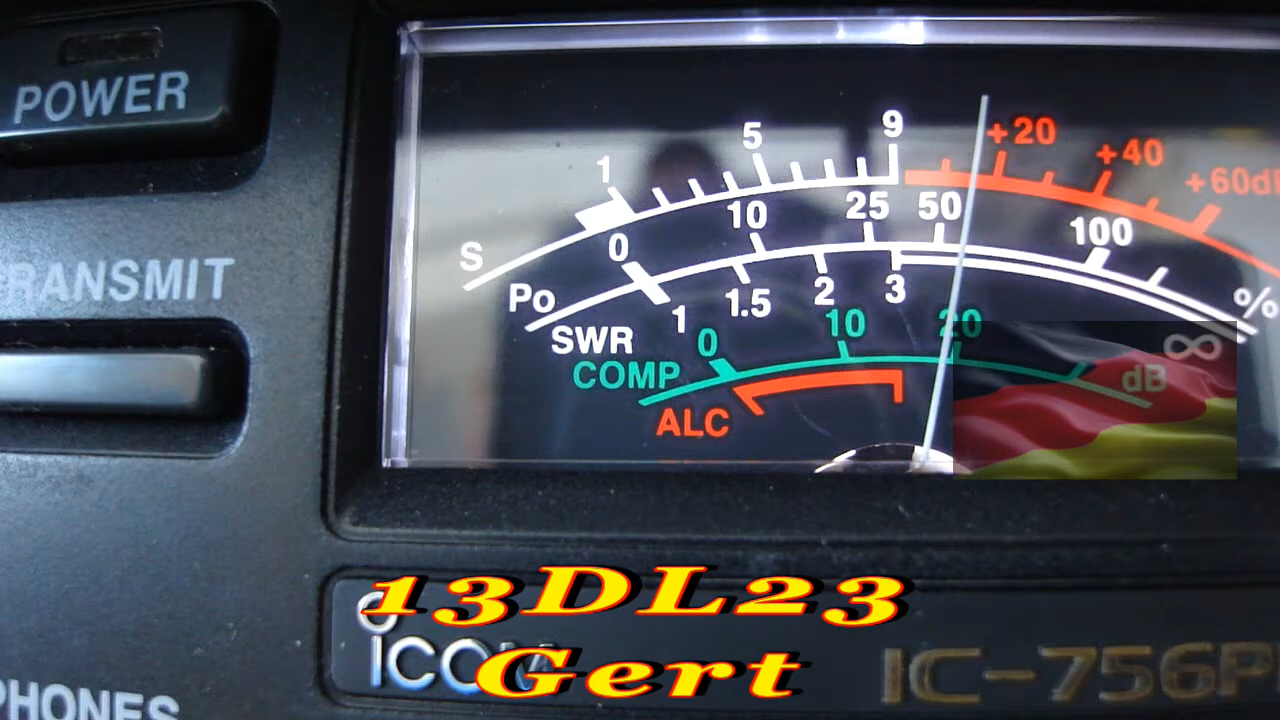 POWER
1 5 9 +20 +40 +60dB
S
0 10 25 50 100 %
Po
1 1.5 2 3 ∞
SWR
0 10 20 dB
COMP
ALC
TRANSMIT
13DL23
Gert
ICOM
IC-756P
PHONES